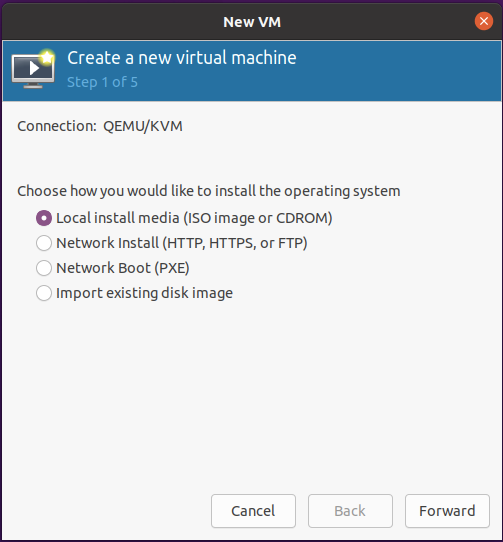 New VM
Create a new virtual machine
Step 1 of 5
Connection: QEMU/KVM
Choose how you would like to install the operating system
Local install media (ISO image or CDROM)
Network Install (HTTP, HTTPS, or FTP)
Network Boot (PXE)
Import existing disk image
Cancel Back Forward